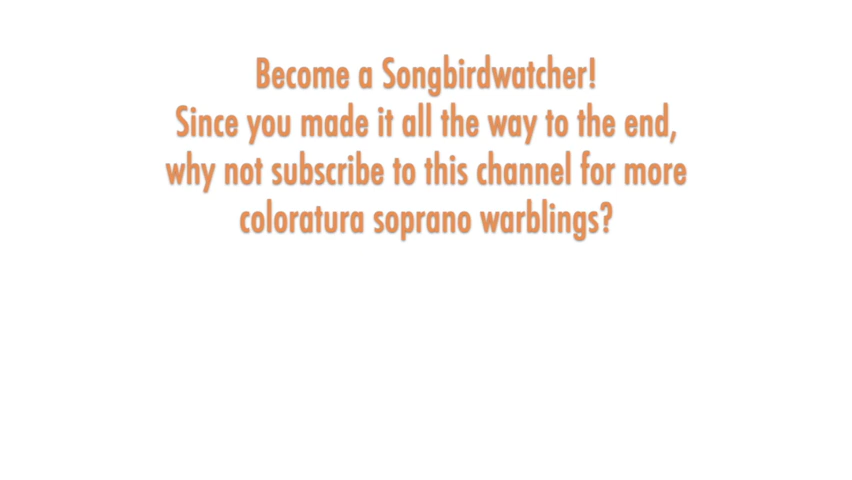 Become a Songbirdwatcher!
Since you made it all the way to the end,
why not subscribe to this channel for more
coloratura soprano warblings?